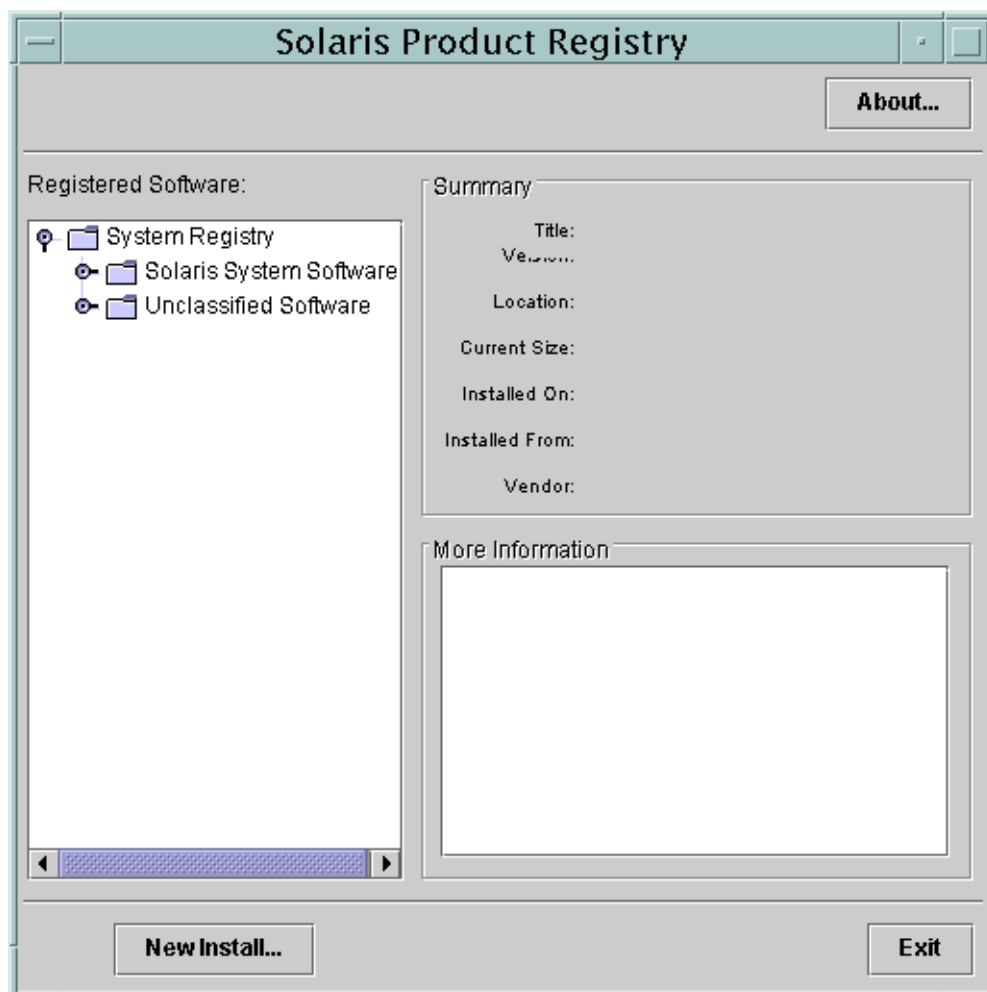 Solaris Product Registry
About...
Registered Software:
System Registry
Solaris System Software
Unclassified Software
Summary
Title:
Location:
Current Size:
Installed On:
Installed From:
Vendor:
More Information
New Install...
Exit